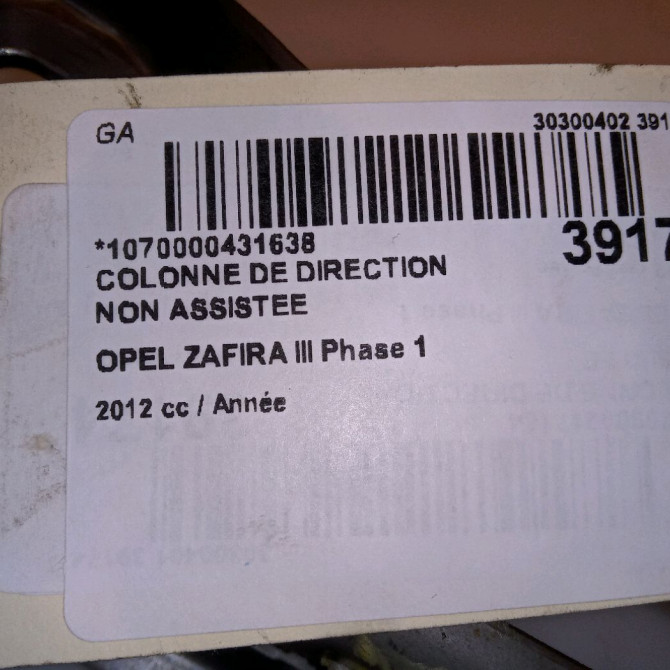 GA
30300402 391
*1070000431638
3917
COLONNE DE DIRECTION
NON ASSISTEE
OPEL ZAFIRA III Phase 1
2012 cc / Année